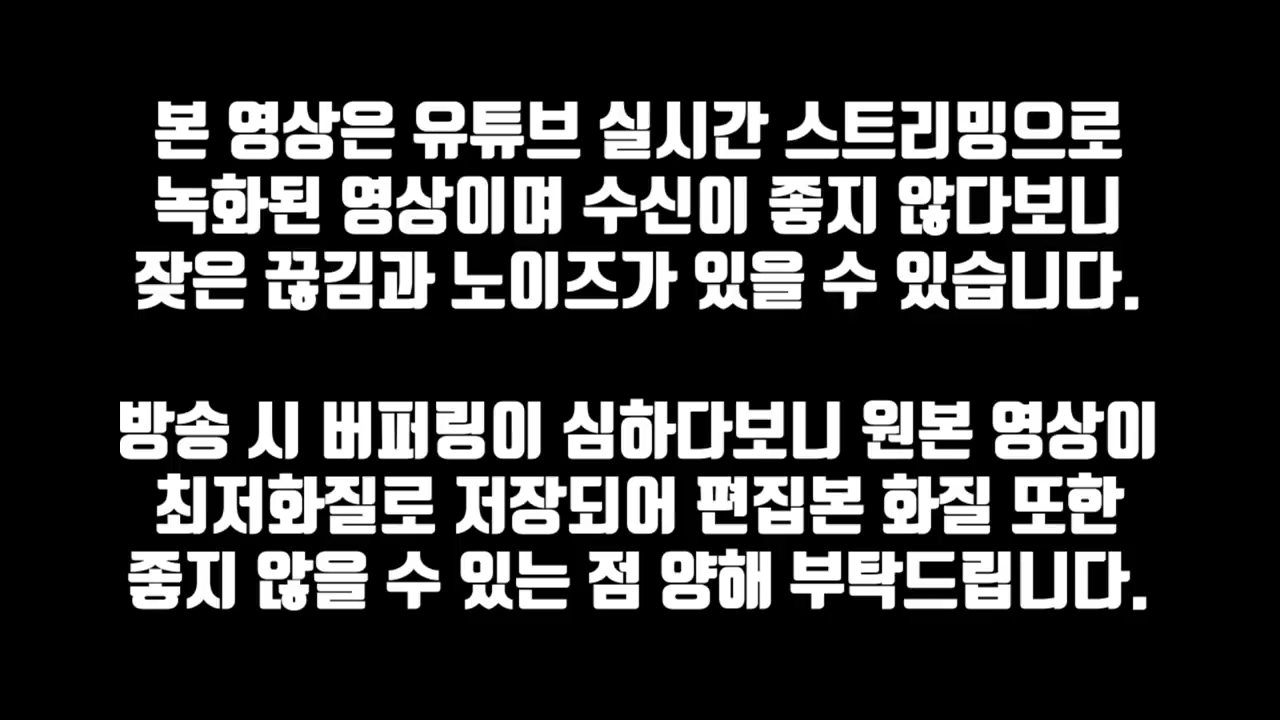 본 영상은 유튜브 실시간 스트리밍으로
녹화된 영상이며 수신이 좋지 않다보니
잦은 끊김과 노이즈가 있을 수 있습니다.
방송 시 버퍼링이 심하다보니 원본 영상이
최저화질로 저장되어 편집본 화질 또한
좋지 않을 수 있는 점 양해 부탁드립니다.